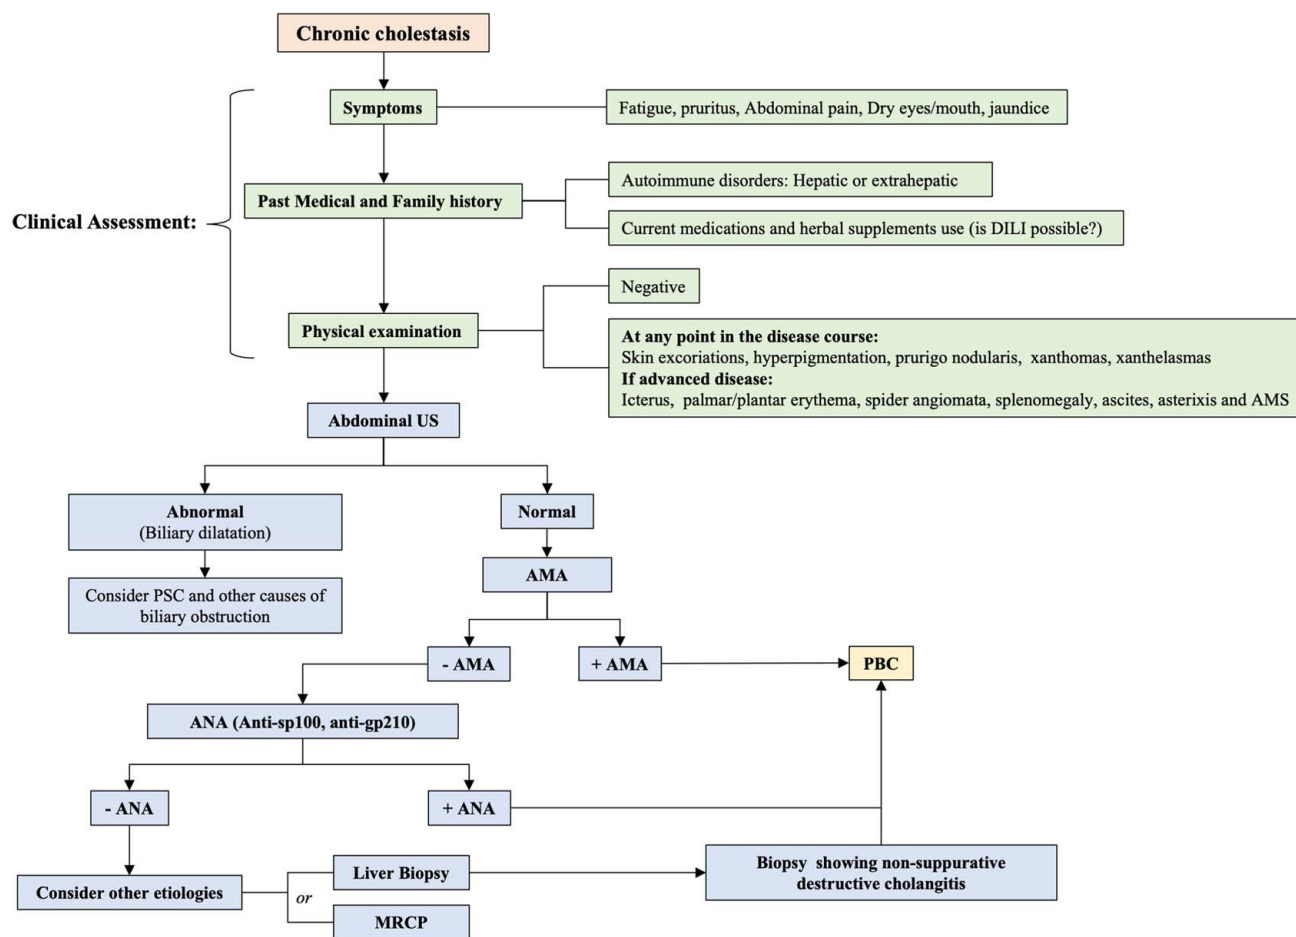 Chronic cholestasis
Symptoms
Fatigue, pruritus, Abdominal pain, Dry eyes/mouth, jaundice
Clinical Assessment:
Past Medical and Family history
Autoimmune disorders: Hepatic or extrahepatic
Current medications and herbal supplements use (is DILI possible?)
Physical examination
Negative
At any point in the disease course:
Skin excoriations, hyperpigmentation, prurigo nodularis, xanthomas, xanthelasmas
If advanced disease:
Icterus, palmar/plantar erythema, spider angiomata, splenomegaly, ascites, asterixis and AMS
Abdominal US
Abnormal
(Biliary dilatation)
Normal
Consider PSC and other causes of
biliary obstruction
AMA
- AMA
+ AMA
PBC
ANA (Anti-sp100, anti-gp210)
- ANA
+ ANA
Consider other etiologies
or
Liver Biopsy
MRCP
Biopsy showing non-suppurative
destructive cholangitis